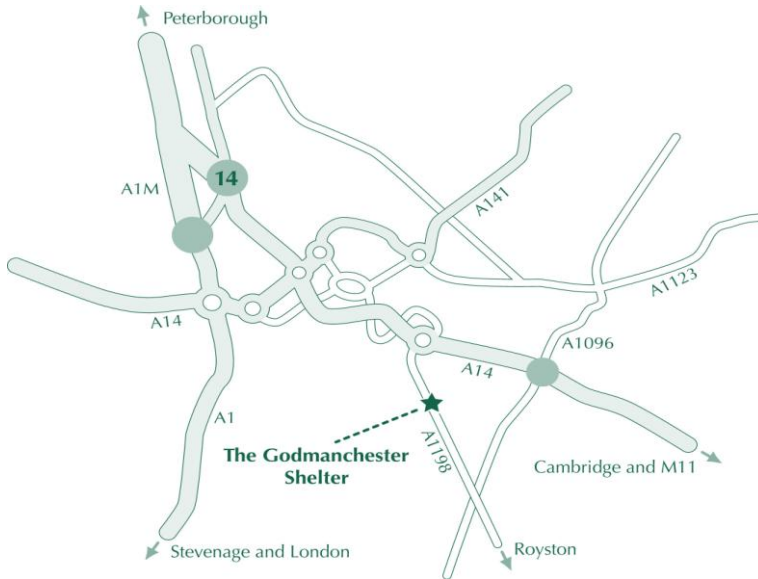 Peterborough
14
A1M
A141
A1123
A14
A1096
A14
A1
The Godmanchester
Shelter
A1198
Cambridge and M11
Stevenage and London
Royston